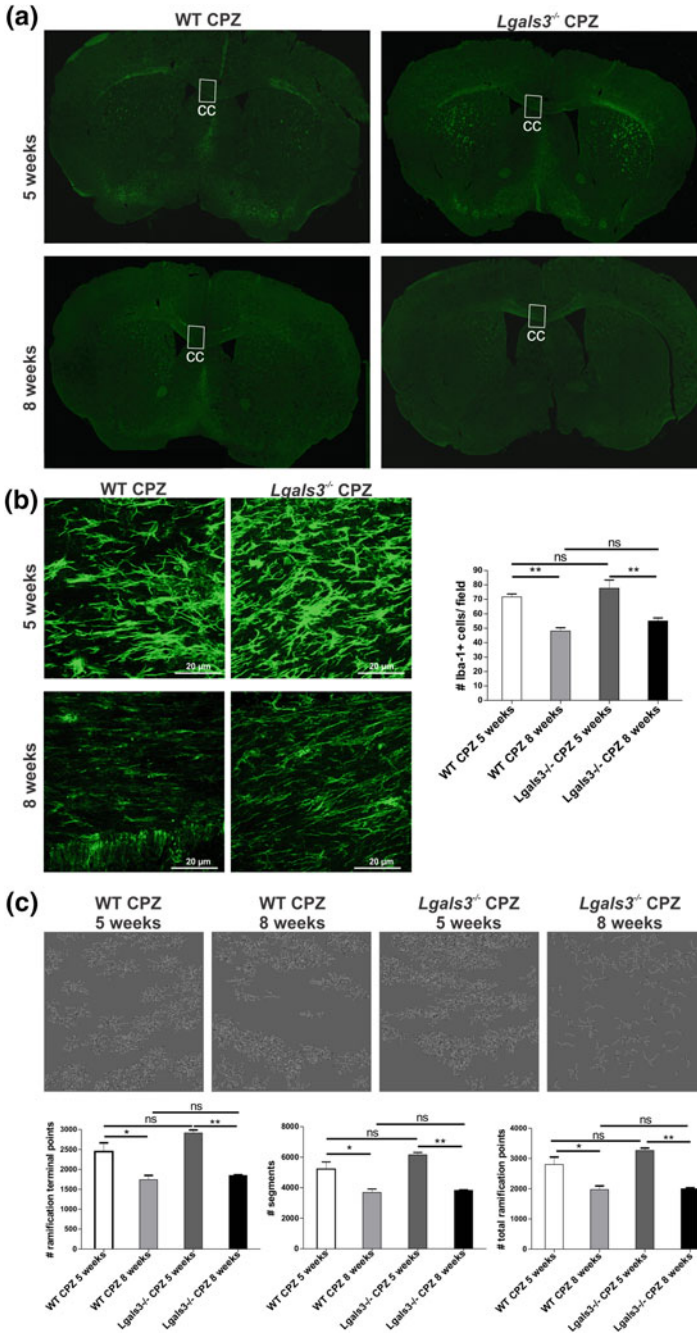 (a)
WT CPZ
Lgals3-/- CPZ
5 weeks
CC
CC
8 weeks
CC
CC
(b)
WT CPZ
Lgals3-/- CPZ
5 weeks
20 µm
20 µm
8 weeks
20 µm
20 µm
ns
ns
**
**
# Iba-1+ cells/ field
90
80
70
60
50
40
30
20
10
0
WT CPZ 5 weeks
WT CPZ 8 weeks
Lgals3-/- CPZ 5 weeks
Lgals3-/- CPZ 8 weeks
(c)
WT CPZ
5 weeks
WT CPZ
8 weeks
Lgals3-/- CPZ
5 weeks
Lgals3-/- CPZ
8 weeks
ns
ns
*
**
# ramification terminal points
3000
2500
2000
1500
1000
500
0
WT CPZ 5 weeks
WT CPZ 8 weeks
Lgals3-/- CPZ 5 weeks
Lgals3-/- CPZ 8 weeks
ns
ns
*
**
# segments
8000
6000
4000
2000
0
WT CPZ 5 weeks
WT CPZ 8 weeks
Lgals3-/- CPZ 5 weeks
Lgals3-/- CPZ 8 weeks
ns
ns
*
**
# total ramification points
4000
3000
2000
1000
0
WT CPZ 5 weeks
WT CPZ 8 weeks
Lgals3-/- CPZ 5 weeks
Lgals3-/- CPZ 8 weeks